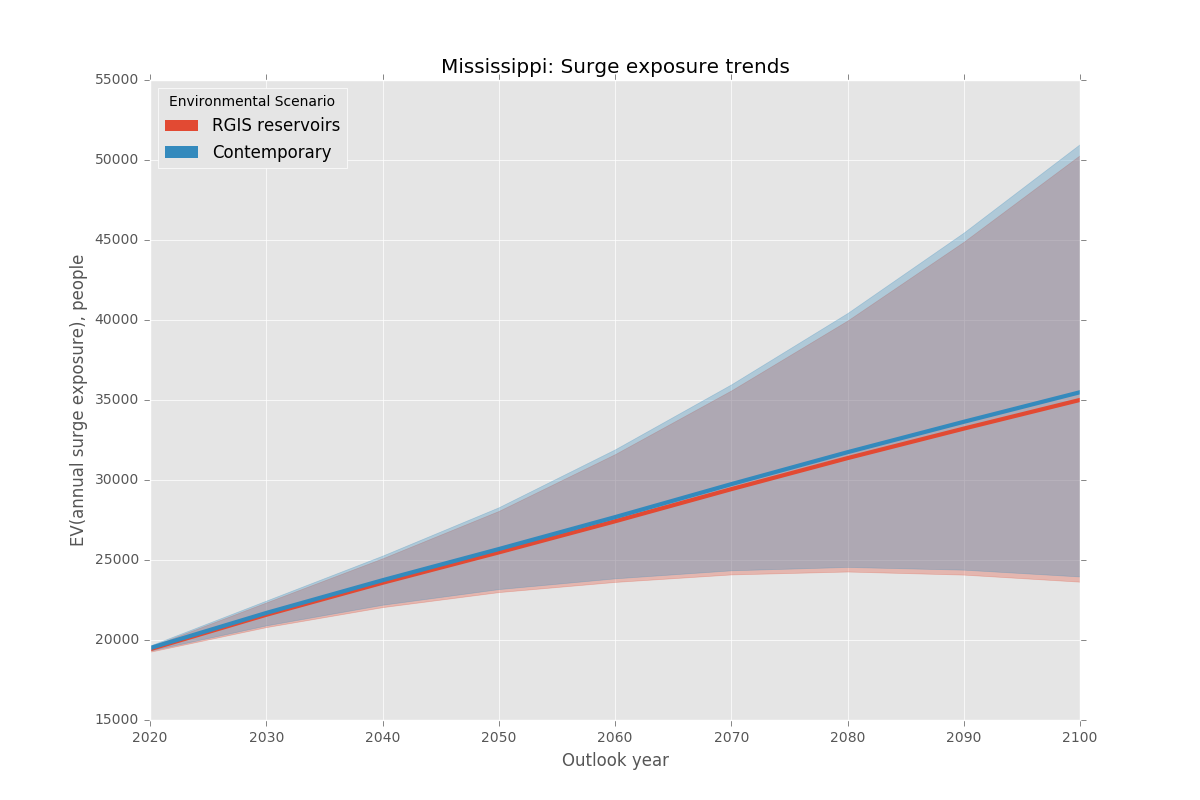 Mississippi: Surge exposure trends
Environmental Scenario
RGIS reservoirs
Contemporary
EV(annual surge exposure), people
55000
50000
45000
40000
35000
30000
25000
20000
15000
2020 2030 2040 2050 2060 2070 2080 2090 2100
Outlook year